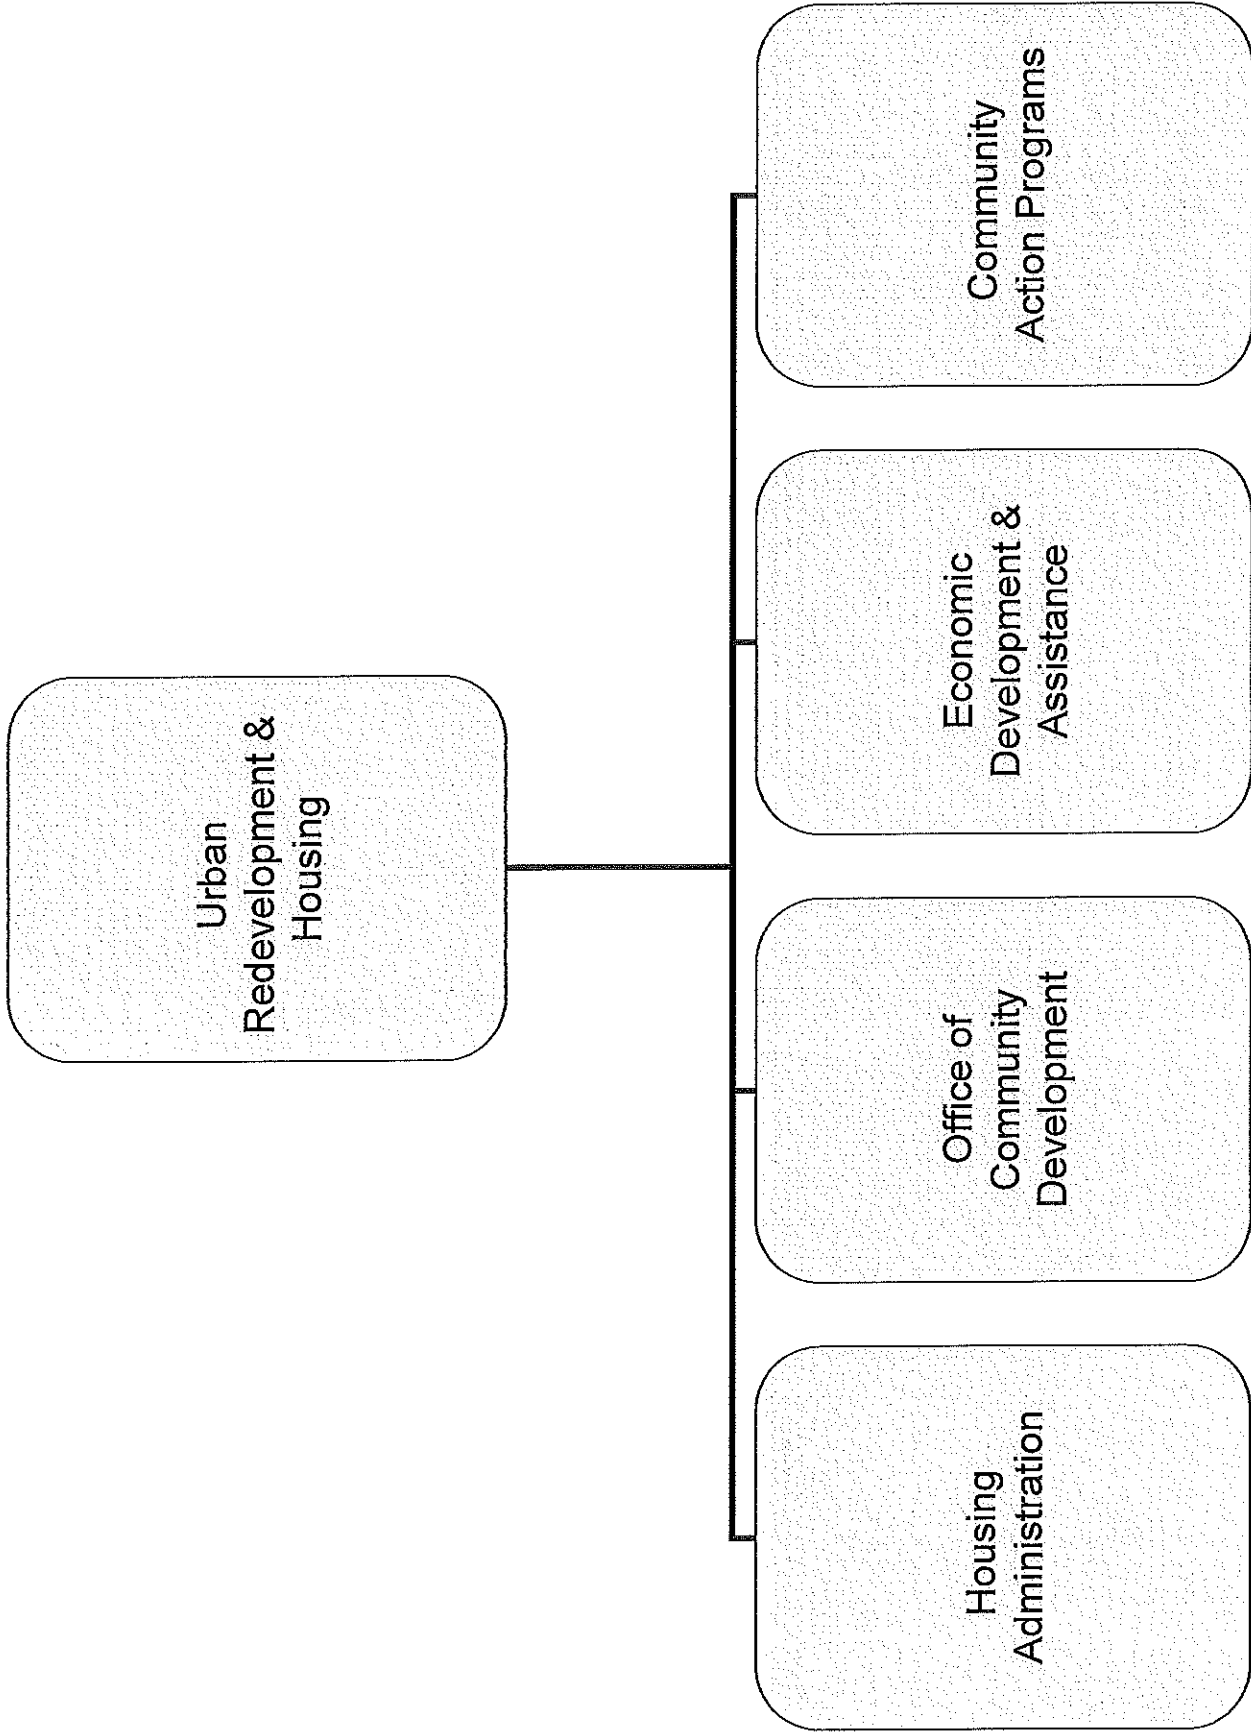 Urban
Redevelopment &
Housing
Housing
Administration
Office of
Community
Development
Economic
Development &
Assistance
Community
Action Programs